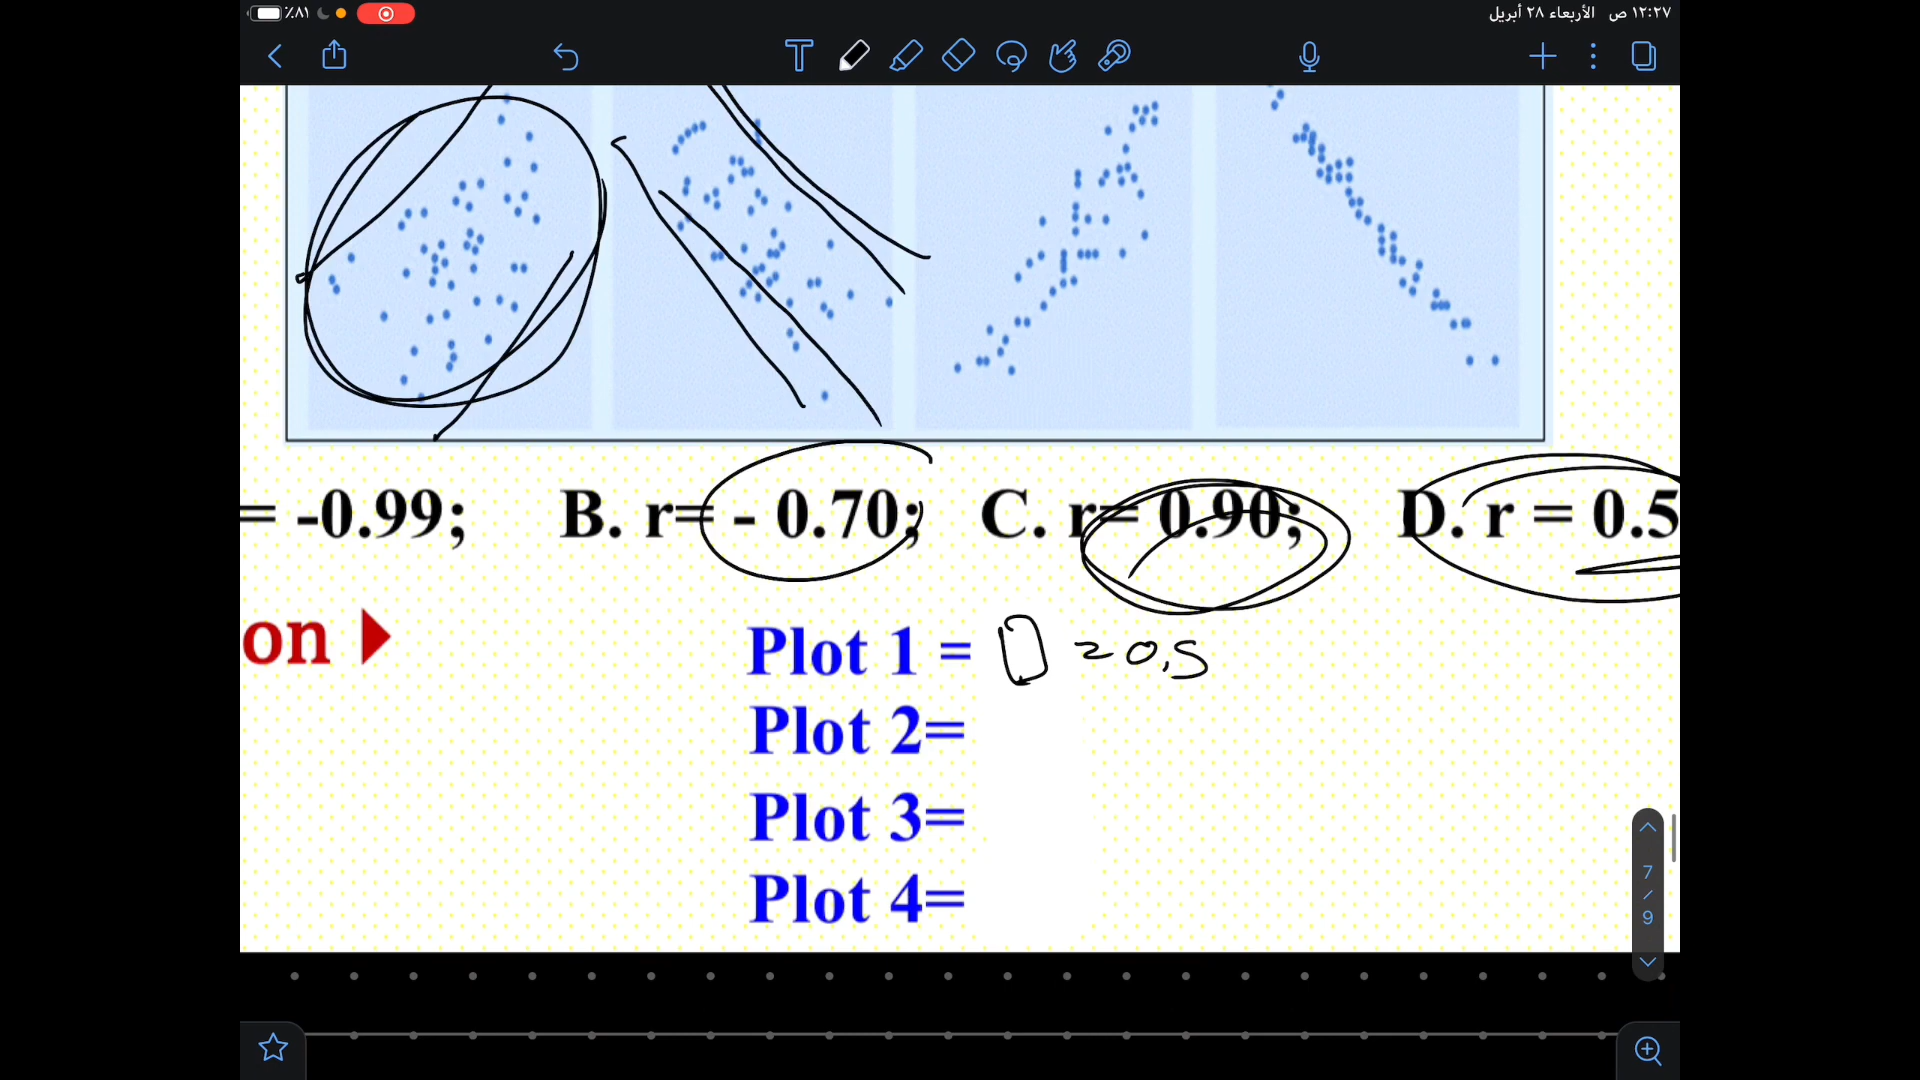 ٪٨١
١٢:٢٧ ص الأربعاء ٢٨ أبريل
= -0.99; B. r= - 0.70; C. r= 0.90; D. r = 0.5
on
Plot 1 = D = 0.5
Plot 2=
Plot 3=
Plot 4=
7
/
9